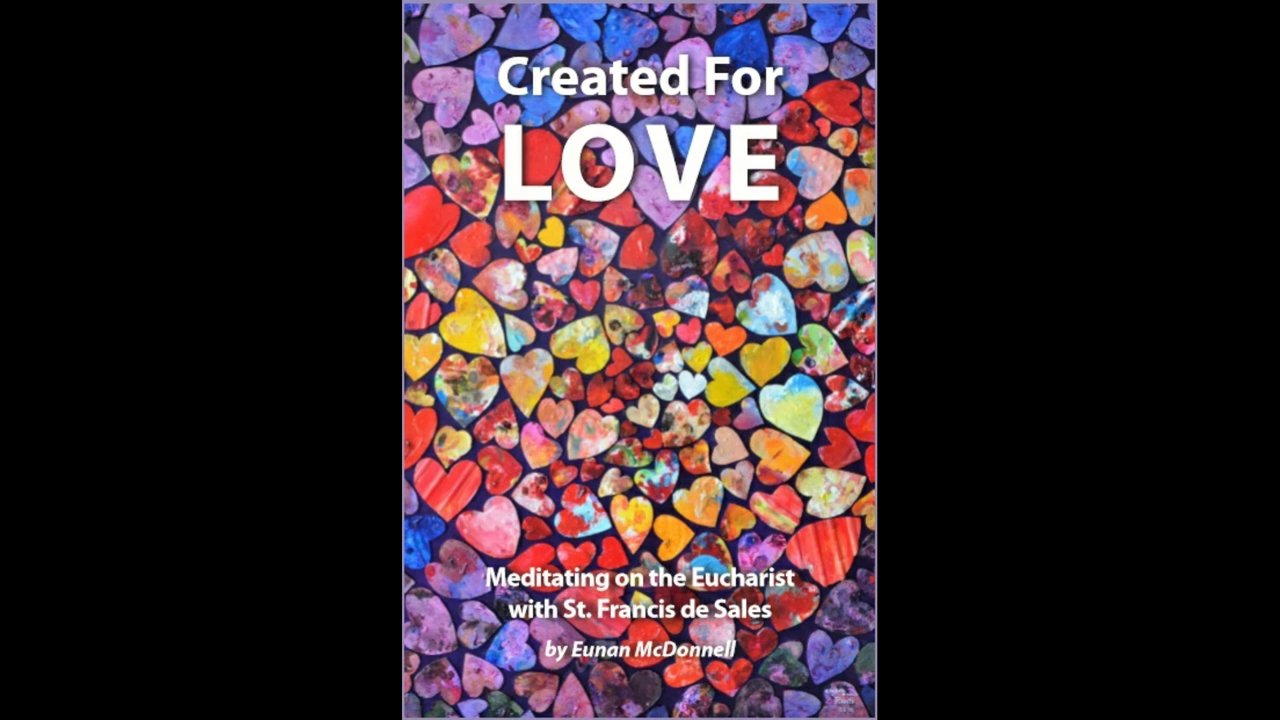 Created For
LOVE
Meditating on the Eucharist
with St. Francis de Sales
by Eunan McDonnell